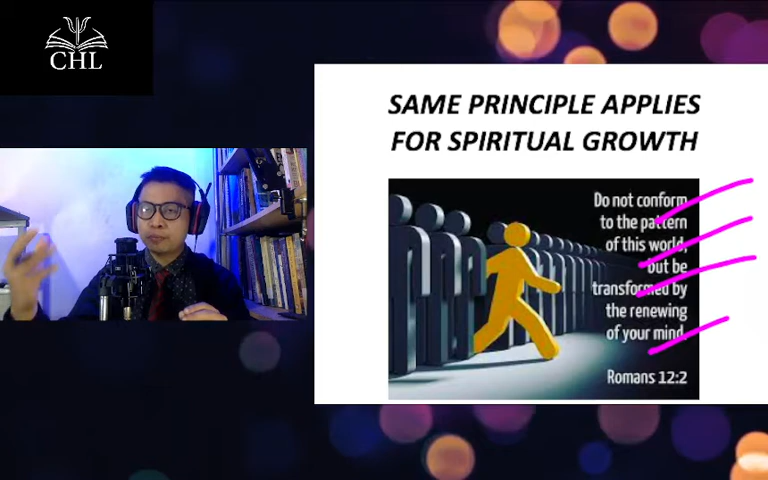 CHL
SAME PRINCIPLE APPLIES
FOR SPIRITUAL GROWTH
Do not conform
to the pattern
of this world,
but be
transformed by
the renewing
of your mind.
Romans 12:2